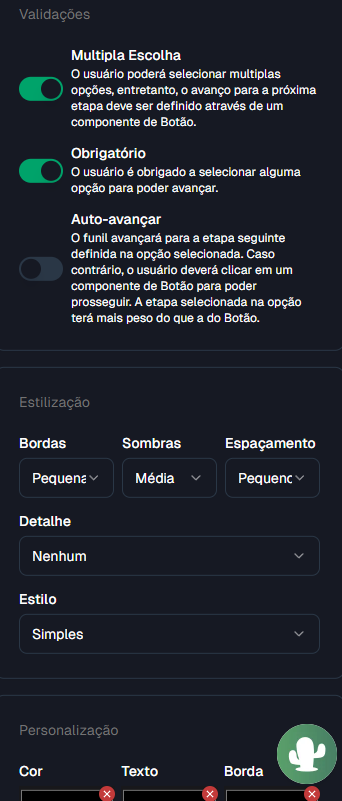 Validações
Multipla Escolha
O usuário poderá selecionar multiplas
opções, entretanto, o avanço para a próxima
etapa deve ser definido através de um
componente de Botão.
Obrigatório
O usuário é obrigado a selecionar alguma
opção para poder avançar.
Auto-avançar
O funil avançará para a etapa seguinte
definida na opção selecionada. Caso
contrário, o usuário deverá clicar em um
componente de Botão para poder
prosseguir. A etapa selecionada na opção
terá mais peso do que a do Botão.
Estilização
Bordas Sombras Espaçamento
Pequena Média Pequeno
Detalhe
Nenhum
Estilo
Simples
Personalização
Cor Texto Borda